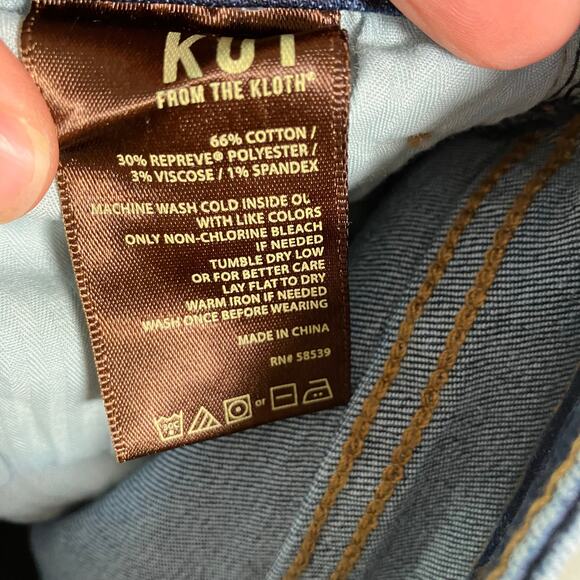 KUT
FROM THE KLOTH®
66% COTTON /
30% REPREVE® POLYESTER /
3% VISCOSE / 1% SPANDEX
MACHINE WASH COLD INSIDE OU
WITH LIKE COLORS
ONLY NON-CHLORINE BLEACH
IF NEEDED
TUMBLE DRY LOW
OR FOR BETTER CARE
LAY FLAT TO DRY
WARM IRON IF NEEDED
WASH ONCE BEFORE WEARING
MADE IN CHINA
RN# 58539
or